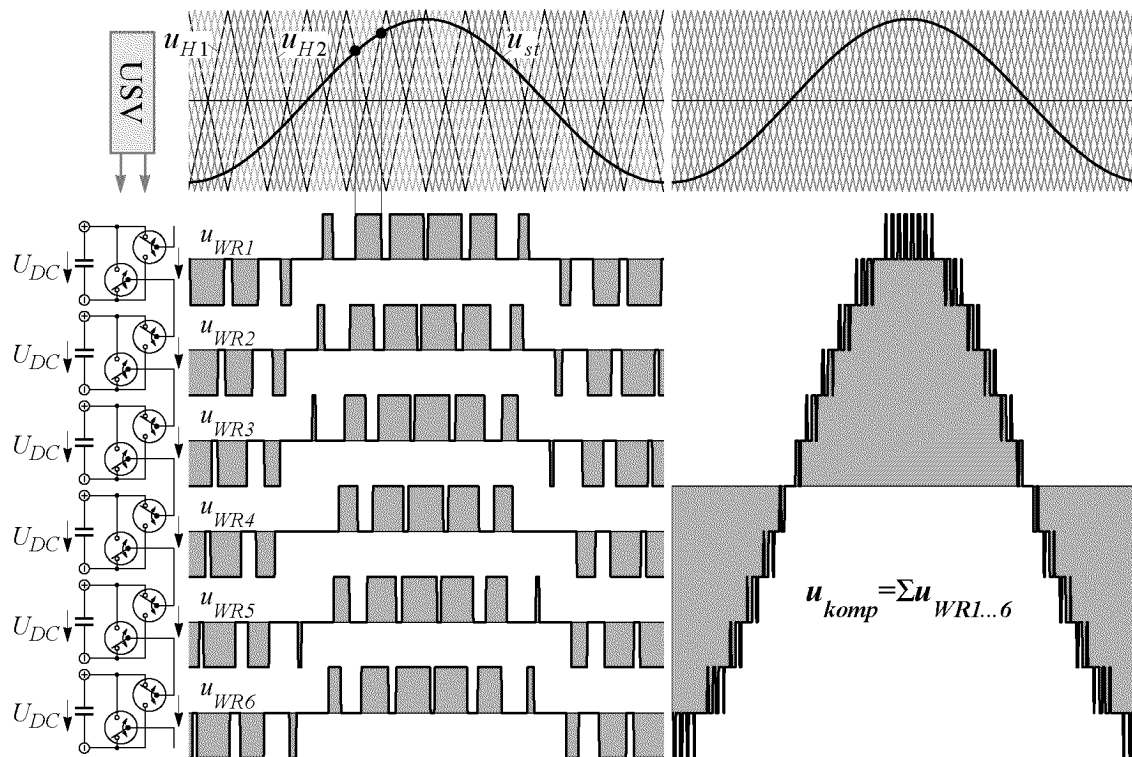 u_H1 u_H2 u_st
USV
U_DC u_WR1
U_DC u_WR2
U_DC u_WR3
U_DC u_WR4
U_DC u_WR5
U_DC u_WR6
u_komp=Σu_WR1...6